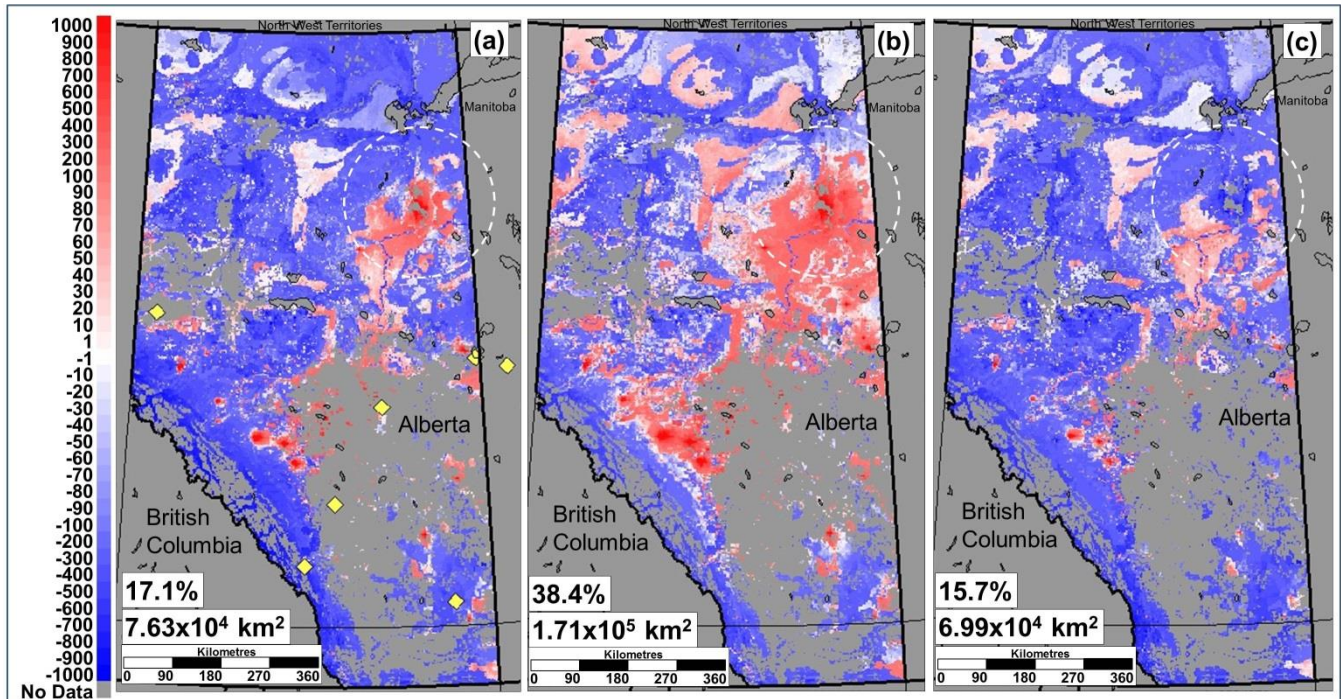 1000
900
800
700
600
500
400
300
200
100
90
80
70
60
50
40
30
20
10
1
-1
-10
-20
-30
-40
-50
-60
-70
-80
-90
-100
-200
-300
-400
-500
-600
-700
-800
-900
-1000
No Data
North West Territories
(a)
Manitoba
Alberta
British
Columbia
17.1%
7.63x10⁴ km²
Kilometres
0 90 180 270 360
North West Territories
(b)
Manitoba
Alberta
British
Columbia
38.4%
1.71x10⁵ km²
Kilometres
0 90 180 270 360
North West Territories
(c)
Manitoba
Alberta
British
Columbia
15.7%
6.99x10⁴ km²
Kilometres
0 90 180 270 360